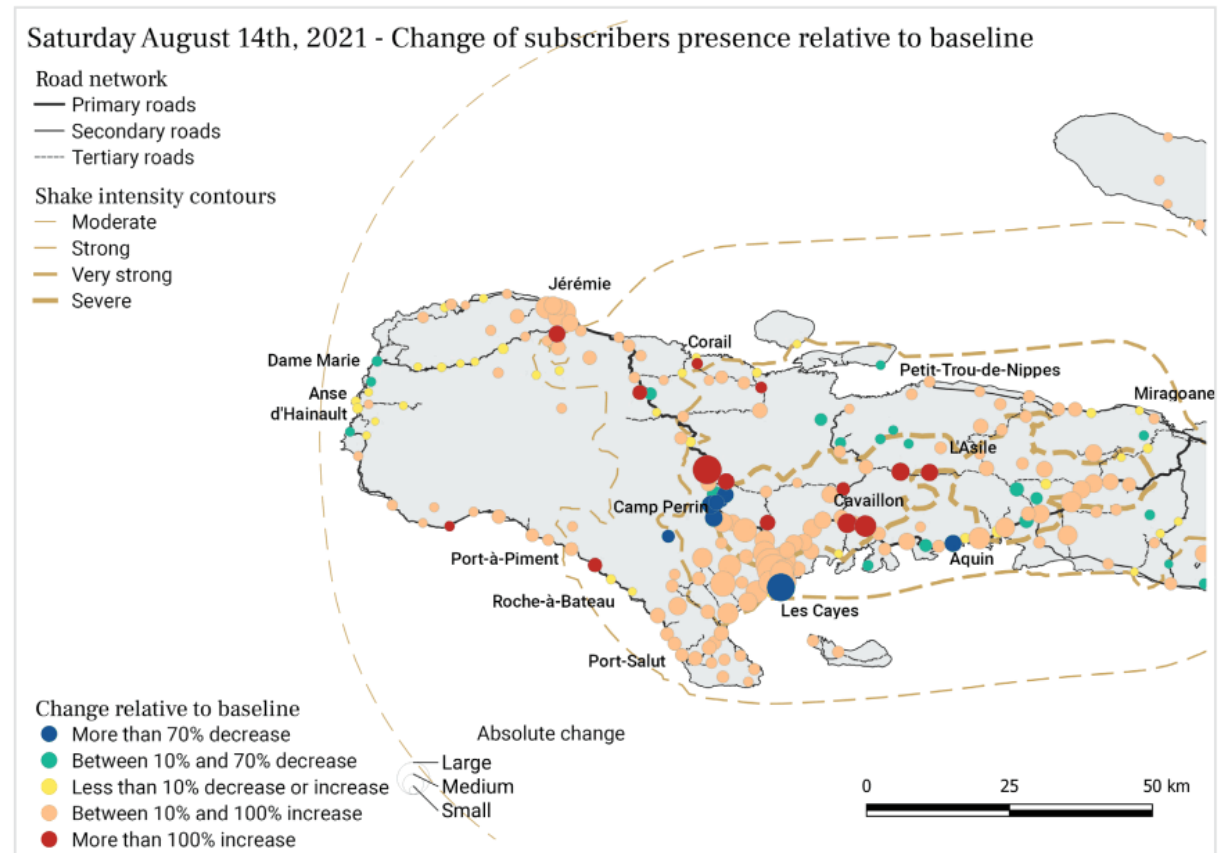 Saturday August 14th, 2021 - Change of subscribers presence relative to baseline
Road network
Primary roads
Secondary roads
Tertiary roads
Shake intensity contours
Moderate
Strong
Very strong
Severe
Jérémie
Corail
Dame Marie
Petit-Trou-de-Nippes
Anse
d'Hainault
Miragoane
L'Asile
Camp Perrin
Cavaillon
Port-à-Piment
Aquin
Roche-à-Bateau
Les Cayes
Port-Salut
Change relative to baseline
More than 70% decrease
Between 10% and 70% decrease
Less than 10% decrease or increase
Between 10% and 100% increase
More than 100% increase
Absolute change
Large
Medium
Small
0 25 50 km